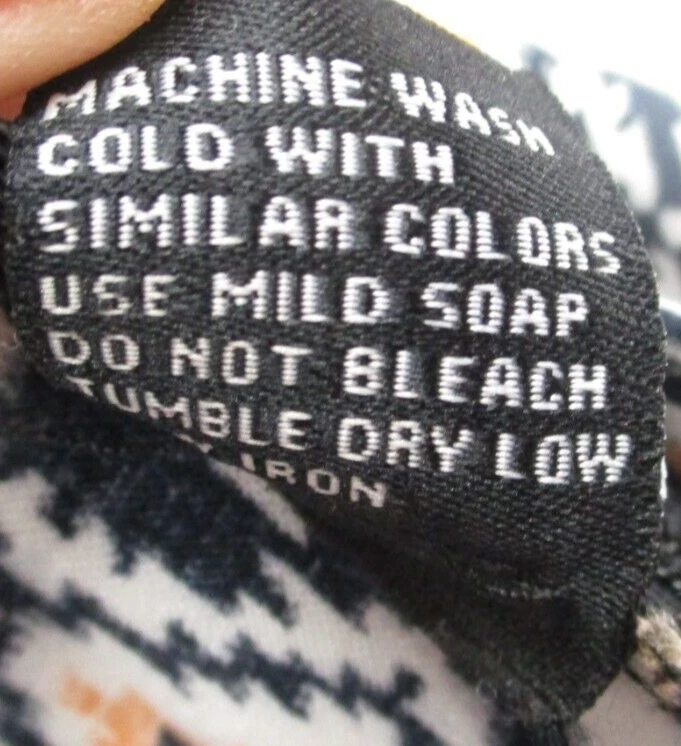 MACHINE WASH
COLD WITH
SIMILAR COLORS
USE MILD SOAP
DO NOT BLEACH
TUMBLE DRY LOW
IRON